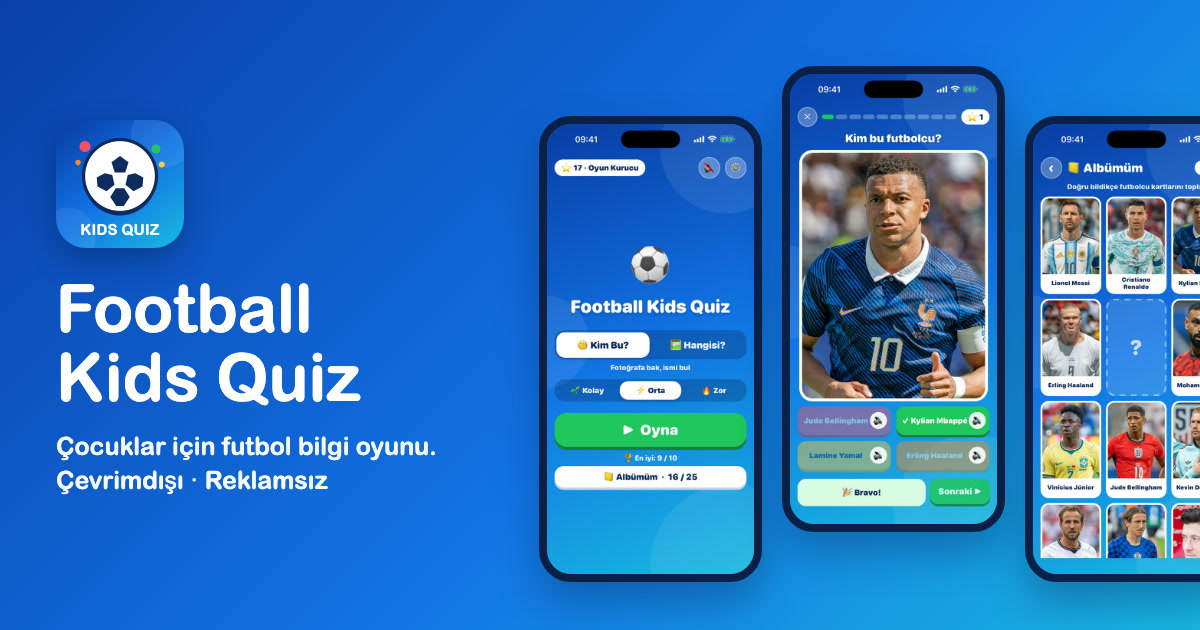 KIDS QUIZ
Football
Kids Quiz
Çocuklar için futbol bilgi oyunu.
Çevrimdışı · Reklamsız
09:41
⭐ 17 · Oyun Kurucu
Football Kids Quiz
🤔 Kim Bu?
🖼️ Hangisi?
Fotoğrafa bak, ismi bul
🌱 Kolay
⚡ Orta
🔥 Zor
▶ Oyna
🏆 En iyi: 9 / 10
📒 Albümüm · 16 / 25
09:41
⭐ 1
Kim bu futbolcu?
10
Jude Bellingham
✓ Kylian Mbappé
Lamine Yamal
Erling Haaland
🎉 Bravo!
Sonraki ▶
09:41
📒 Albümüm
Doğru bildikçe futbolcu kartlarını topla
Lionel Messi
Cristiano
Ronaldo
Kylian
Erling Haaland
?
Moham
Vinícius Júnior
Jude Bellingham
Kevin D